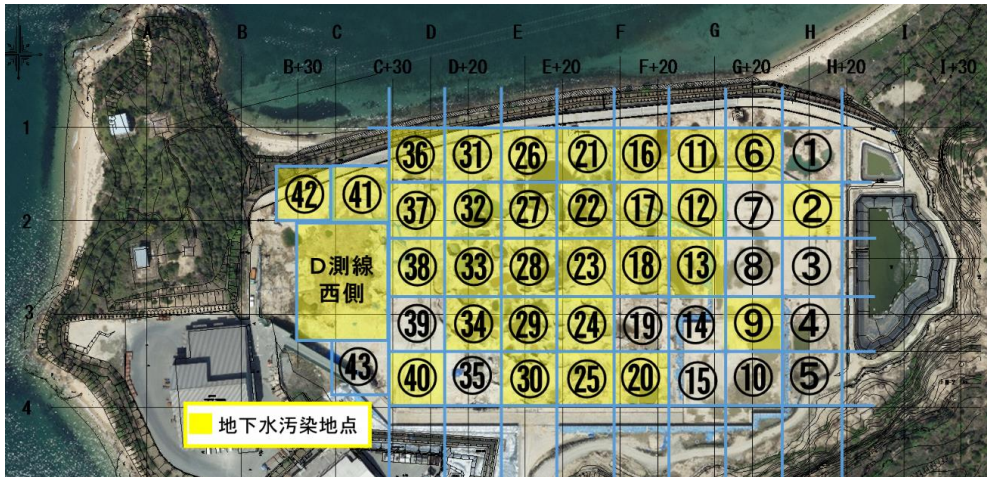 A B C D E F G H I
B+30 C+30 D+20 E+20 F+20 G+20 H+20 I+30
1
㊱ ㉛ ㉖ ㉑ ⑯ ⑪ ⑥ ①
㊷ ㊶
㊲ ㉜ ㉗ ㉒ ⑰ ⑫ ⑦ ②
2
D測線
西側
㊳ ㉝ ㉘ ㉓ ⑱ ⑬ ⑧ ③
3
㊴ ㉞ ㉙ ㉔ ⑲ ⑭ ⑨ ④
㊸
㊵ ㉟ ㉚ ㉕ ⑳ ⑮ ⑩ ⑤
4
地下水汚染地点